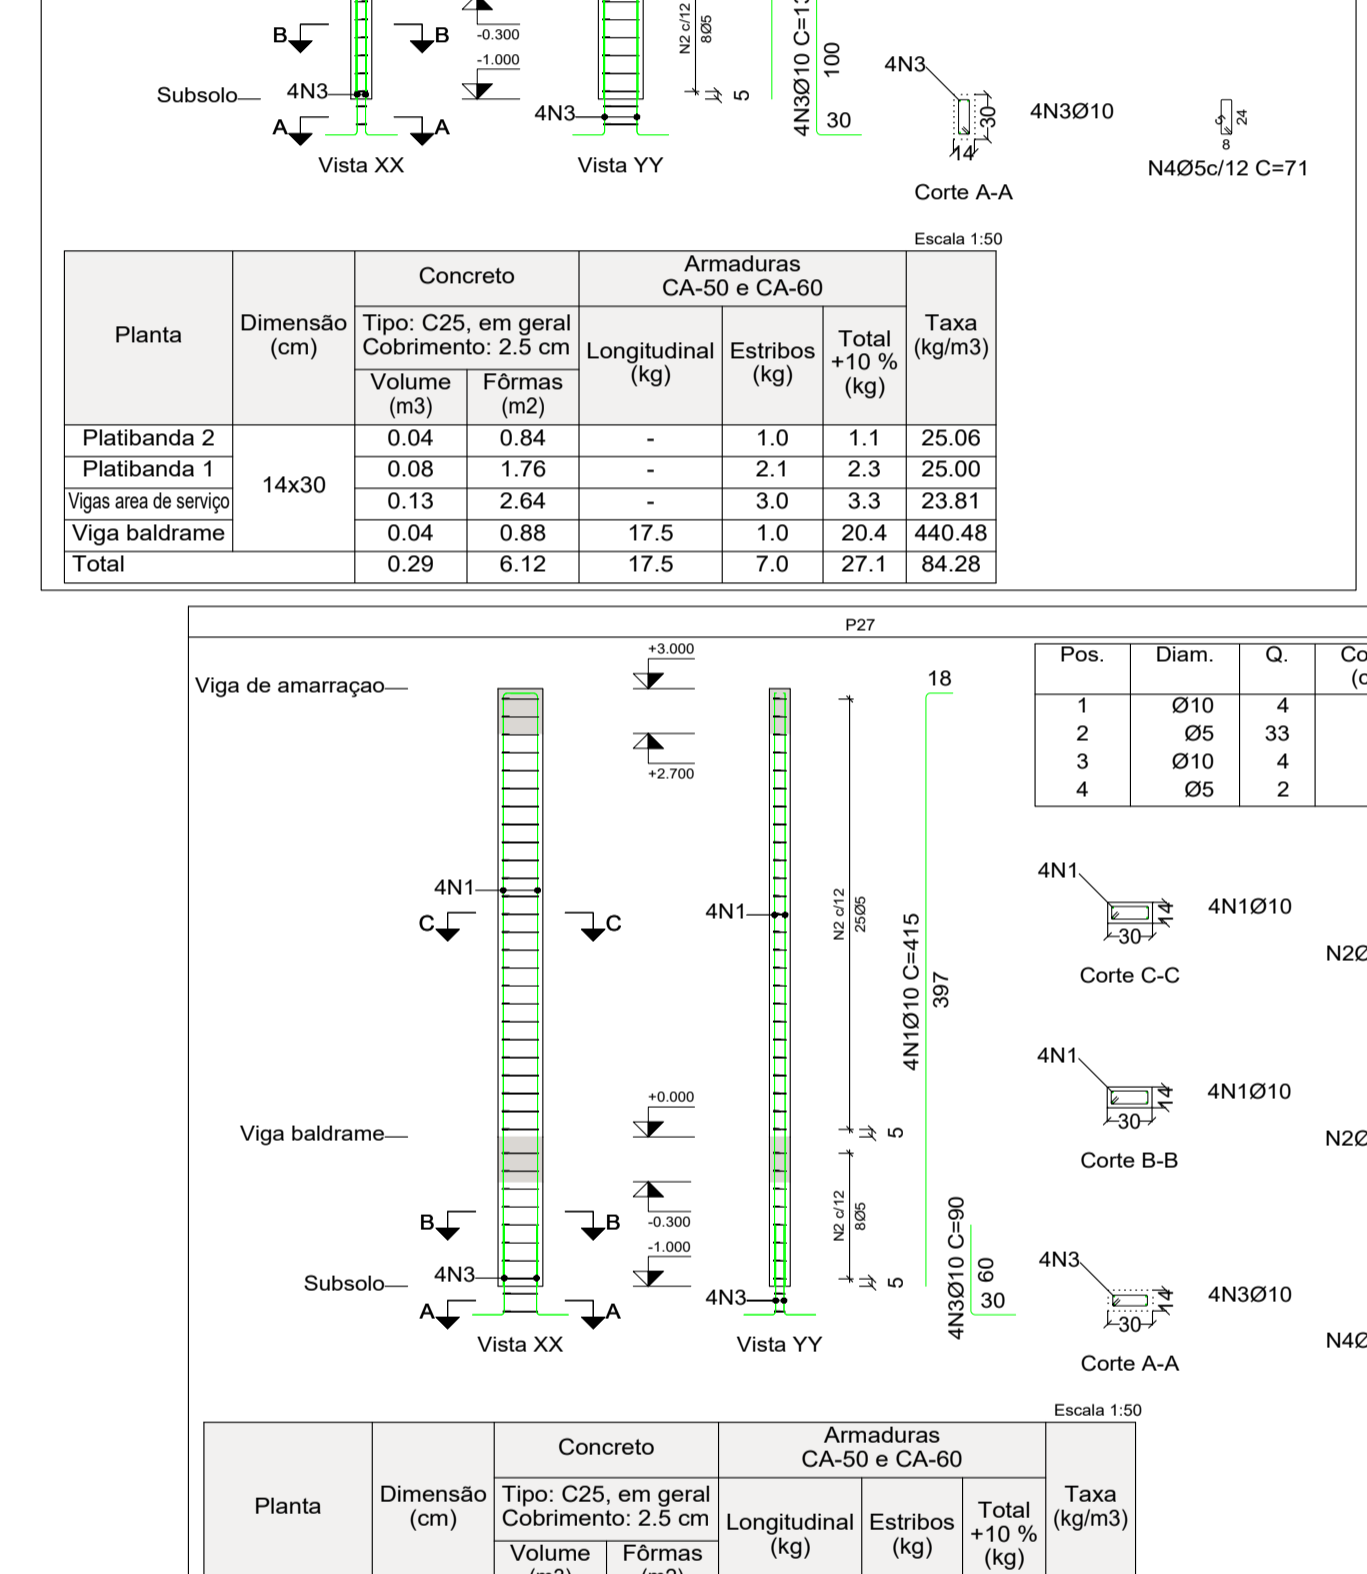 B
B
-0.300
-1.000
N2 c/12
8Ø5
5
100
30
Subsolo
4N3
4N3
A
A
Vista XX
Vista YY
4N3
30
14
4N3Ø10
Corte A-A
24
8
N4Ø5c/12 C=71
Escala 1:50
Planta
Dimensão
(cm)
Concreto
Armaduras
CA-50 e CA-60
Taxa
(kg/m3)
Tipo: C25, em geral
Cobrimento: 2.5 cm
Longitudinal
(kg)
Estribos
(kg)
Total
+10 %
(kg)
Volume
(m3)
Fôrmas
(m2)
Platibanda 2 14x30 0.04 0.84 - 1.0 1.1 25.06
Platibanda 1 0.08 1.76 - 2.1 2.3 25.00
Vigas area de serviço 0.13 2.64 - 3.0 3.3 23.81
Viga baldrame 0.04 0.88 17.5 1.0 20.4 440.48
Total 0.29 6.12 17.5 7.0 27.1 84.28
P27
Viga de amarraçao
+3.000
+2.700
18
Pos. Diam. Q.
1 Ø10 4
2 Ø5 33
3 Ø10 4
4 Ø5 2
4N1
C
C
4N1
N2 c/12
25Ø5
4N1Ø10 C=415
397
4N1
14
30
4N1Ø10
Corte C-C
4N1
14
30
4N1Ø10
Corte B-B
Viga baldrame
+0.000
5
B
B
-0.300
-1.000
N2 c/12
8Ø5
5
4N3Ø10 C=90
60
30
Subsolo
4N3
4N3
A
A
Vista XX
Vista YY
4N3
14
30
4N3Ø10
Corte A-A
Escala 1:50
Planta
Dimensão
(cm)
Concreto
Armaduras
CA-50 e CA-60
Taxa
(kg/m3)
Tipo: C25, em geral
Cobrimento: 2.5 cm
Longitudinal
(kg)
Estribos
(kg)
Total
+10 %
(kg)
Volume
Fôrmas